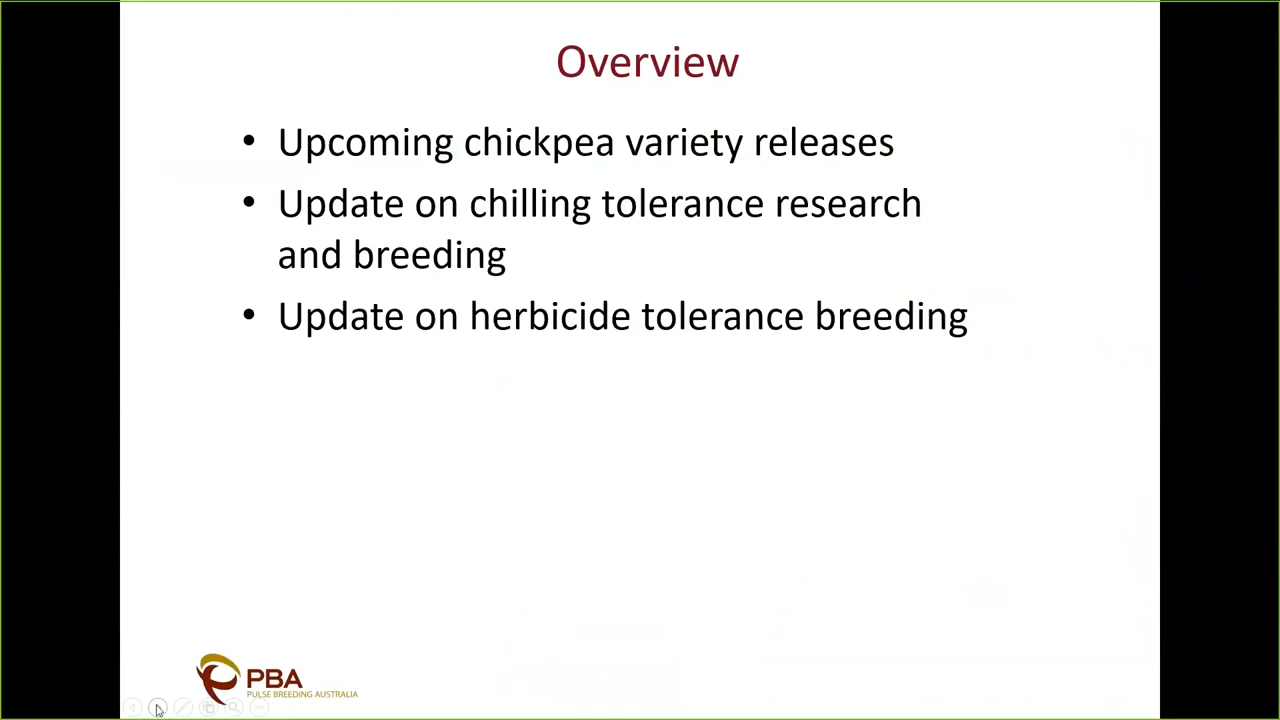 Overview
• Upcoming chickpea variety releases
• Update on chilling tolerance research
and breeding
• Update on herbicide tolerance breeding
PBA
PULSE BREEDING AUSTRALIA